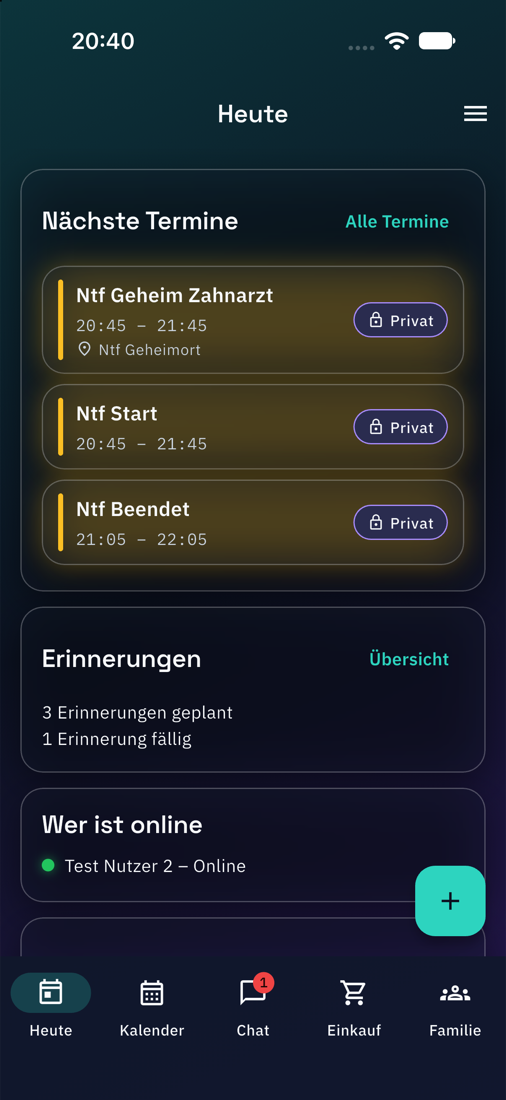 20:40
Heute
Nächste Termine
Alle Termine
Ntf Geheim Zahnarzt
20:45 – 21:45
Ntf Geheimort
Privat
Ntf Start
20:45 – 21:45
Privat
Ntf Beendet
21:05 – 22:05
Privat
Erinnerungen
Übersicht
3 Erinnerungen geplant
1 Erinnerung fällig
Wer ist online
Test Nutzer 2 – Online
+
1
Heute
Kalender
Chat
Einkauf
Familie